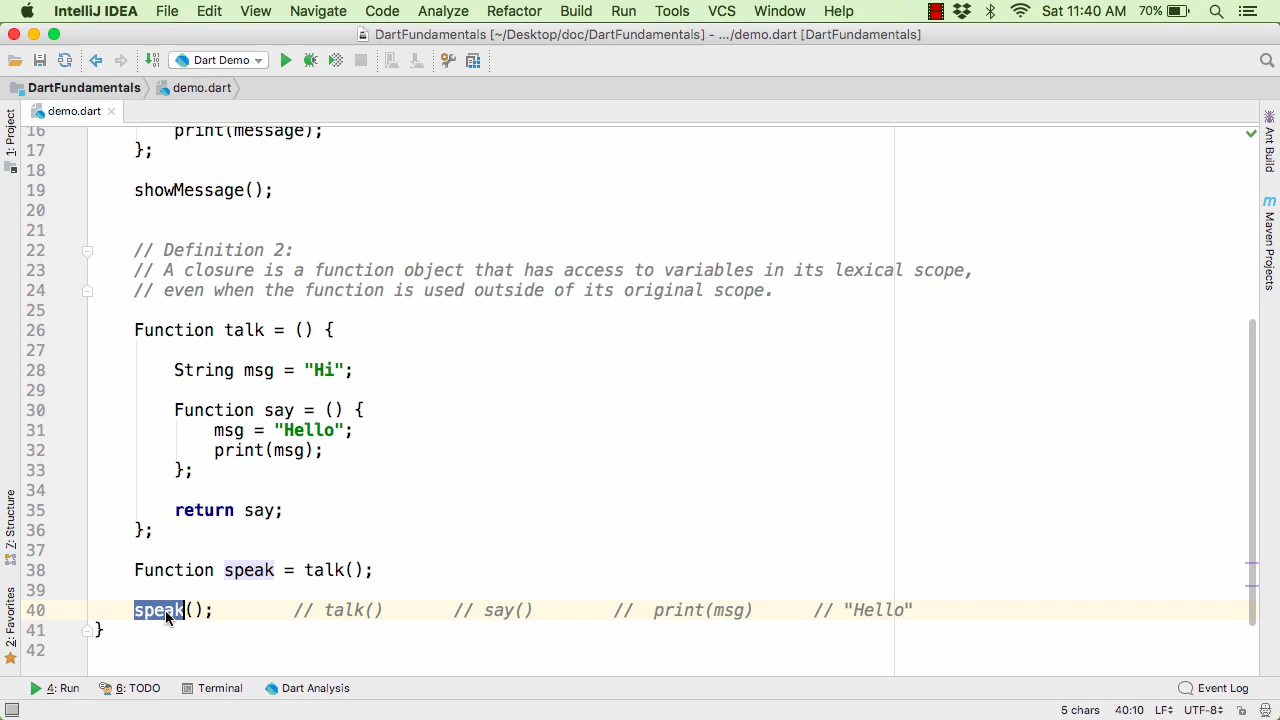 IntelliJ IDEA File Edit View Navigate Code Analyze Refactor Build Run Tools VCS Window Help Sat 11:40 AM 70%
DartFundamentals [~/Desktop/doc/DartFundamentals] - .../demo.dart [DartFundamentals]
Dart Demo
DartFundamentals demo.dart
demo.dart
1: Project
Z: Structure
2: Favorites
Ant Build
m Maven Projects
16 print(message);
17 };
18
19 showMessage();
20
21
22 // Definition 2:
23 // A closure is a function object that has access to variables in its lexical scope,
24 // even when the function is used outside of its original scope.
25
26 Function talk = () {
27
28 String msg = "Hi";
29
30 Function say = () {
31 msg = "Hello";
32 print(msg);
33 };
34
35 return say;
36 };
37
38 Function speak = talk();
39
40 speak(); // talk() // say() // print(msg) // "Hello"
41 }
42
4: Run 6: TODO Terminal Dart Analysis Event Log
5 chars 40:10 LF UTF-8